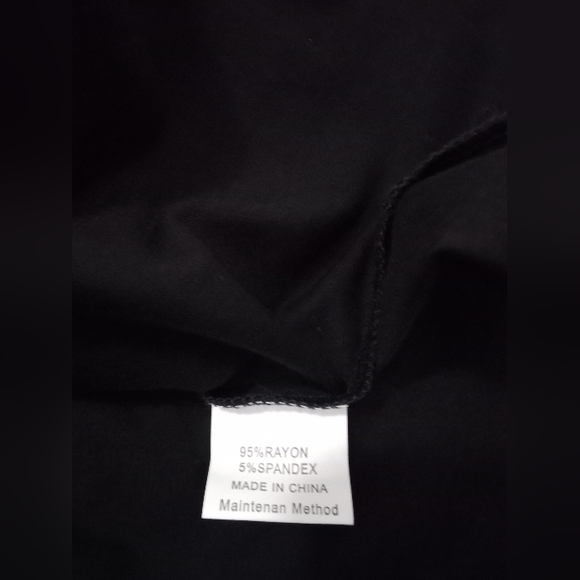 95%RAYON
5%SPANDEX
MADE IN CHINA
Maintenan Method